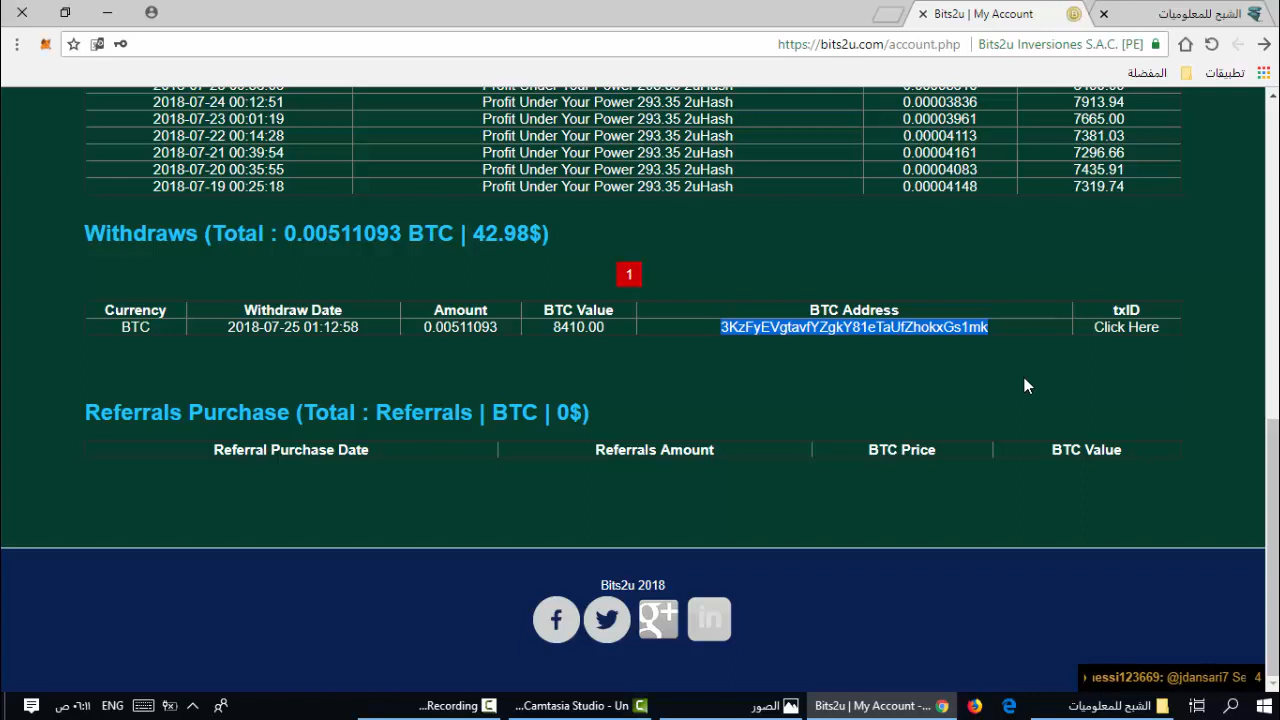 Bits2u | My Account
الشبح للمعلوميات
https://bits2u.com/account.php
Bits2u Inversiones S.A.C. [PE]
المفضلة
تطبيقات
2018-07-24 00:12:51 Profit Under Your Power 293.35 2uHash 0.00003836 7913.94
2018-07-23 00:01:19 Profit Under Your Power 293.35 2uHash 0.00003961 7665.00
2018-07-22 00:14:28 Profit Under Your Power 293.35 2uHash 0.00004113 7381.03
2018-07-21 00:39:54 Profit Under Your Power 293.35 2uHash 0.00004161 7296.66
2018-07-20 00:35:55 Profit Under Your Power 293.35 2uHash 0.00004083 7435.91
2018-07-19 00:25:18 Profit Under Your Power 293.35 2uHash 0.00004148 7319.74
Withdraws (Total : 0.00511093 BTC | 42.98$)
1
Currency Withdraw Date Amount BTC Value BTC Address txID
BTC 2018-07-25 01:12:58 0.00511093 8410.00 3KzFyEVgtavfYZgkY81eTaUfZhokxGs1mk Click Here
Referrals Purchase (Total : Referrals | BTC | 0$)
Referral Purchase Date Referrals Amount BTC Price BTC Value
Bits2u 2018
f g+ in
essi123669: @jdansari7 Se 4
٠٦:١١ ص ENG
...Recording
...Camtasia Studio - Un
الصور
Bits2u | My Account - ...
الشبح للمعلوميات